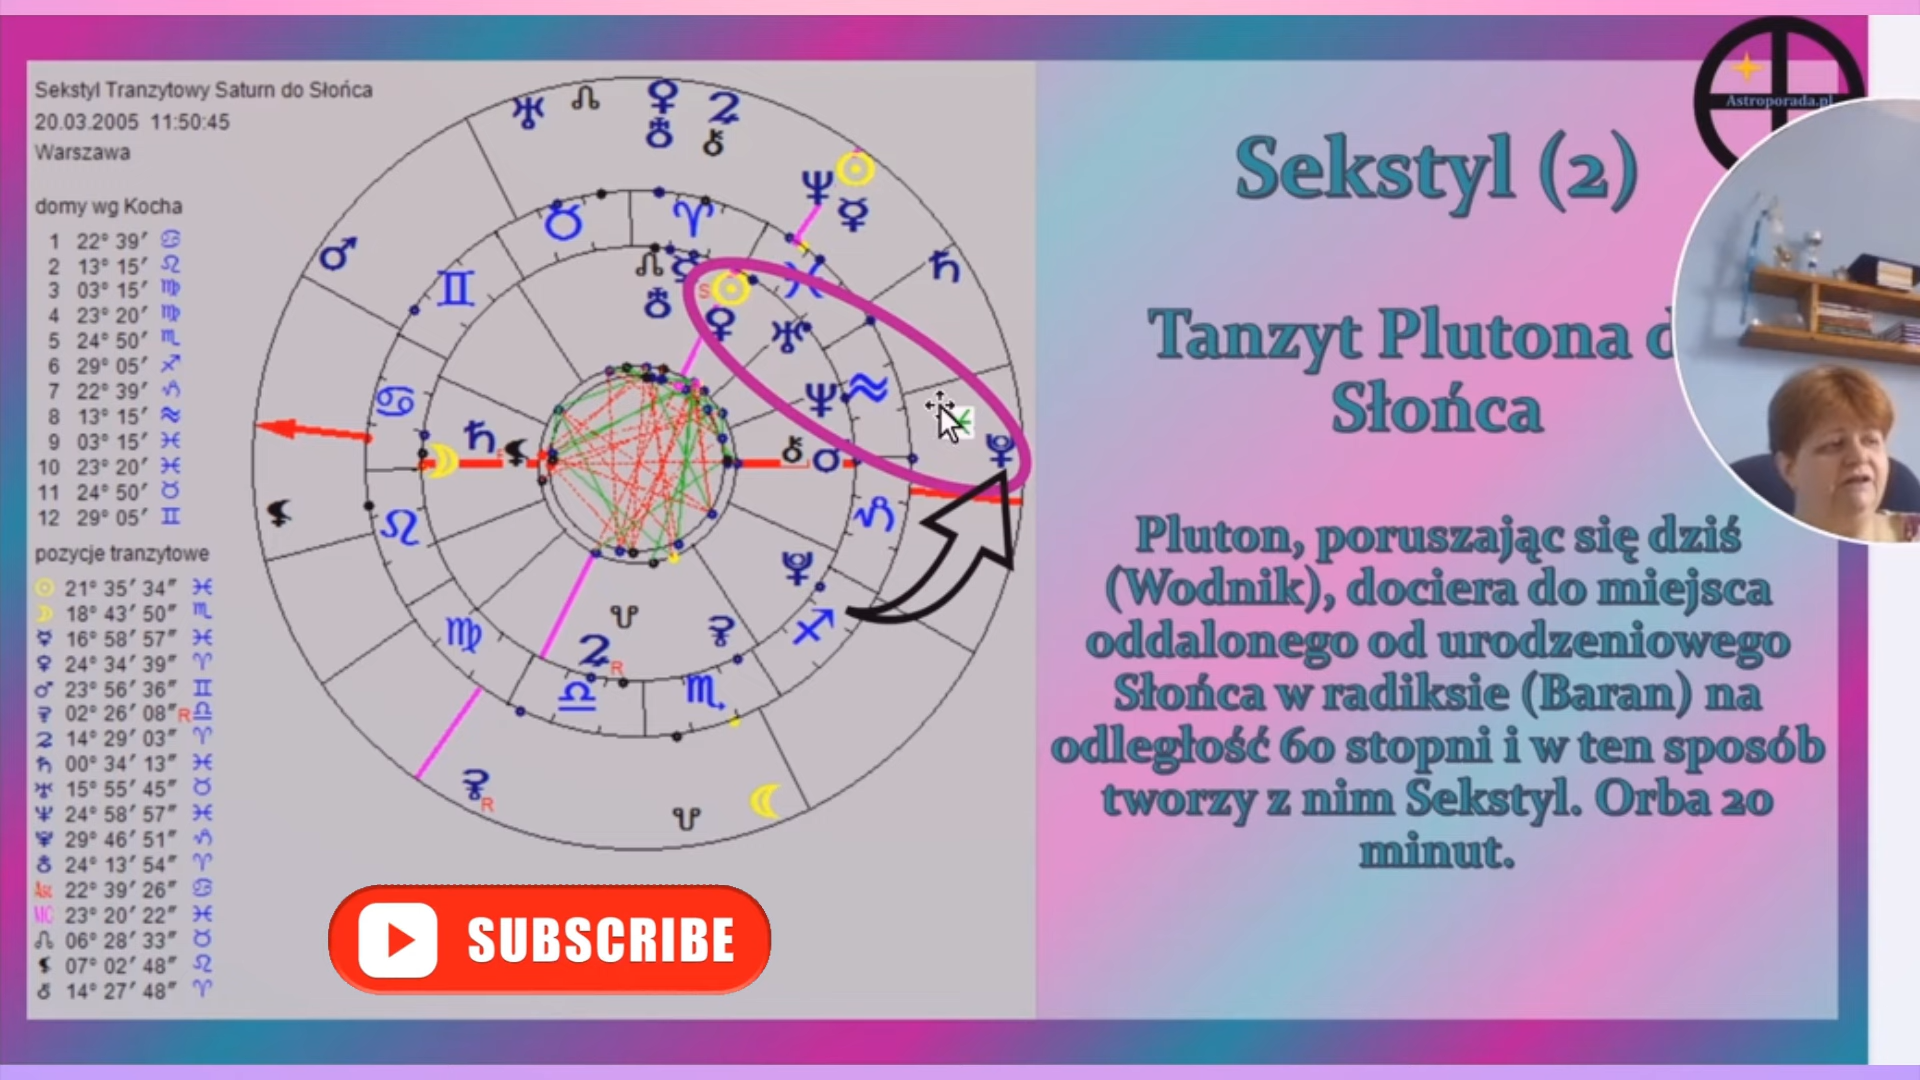 Sekstyl Tranzytowy Saturn do Słońca
20.03.2005 11:50:45
Warszawa
domy wg Kocha
1 22° 39′ ♋
2 13° 15′ ♌
3 03° 15′ ♍
4 23° 20′ ♍
5 24° 50′ ♏
6 29° 05′ ♐
7 22° 39′ ♑
8 13° 15′ ♒
9 03° 15′ ♓
10 23° 20′ ♓
11 24° 50′ ♉
12 29° 05′ ♊
pozycje tranzytowe
☉ 21° 35′ 34″ ♓
☽ 18° 43′ 50″ ♏
☿ 16° 58′ 57″ ♓
♀ 24° 34′ 39″ ♈
♂ 23° 56′ 36″ ♊
⚳ 02° 26′ 08″ R ♎
♃ 14° 29′ 03″ ♈
♄ 00° 34′ 13″ ♓
♅ 15° 55′ 45″ ♉
♆ 24° 58′ 57″ ♓
♇ 29° 46′ 51″ ♑
24° 13′ 54″ ♈
Asc 22° 39′ 26″ ♋
MC 23° 20′ 22″ ♓
☊ 06° 28′ 33″ ♉
⚸ 07° 02′ 48″ ♌
⚷ 14° 27′ 48″ ♈
SUBSCRIBE
Astroporada.pl
Sekstyl (2)
Tanzyt Plutona
Słońca
Pluton, poruszając się dziś
(Wodnik), dociera do miejsca
oddalonego od urodzeniowego
Słońca w radiksie (Baran) na
odległość 60 stopni i w ten sposób
tworzy z nim Sekstyl. Orba 20
minut.